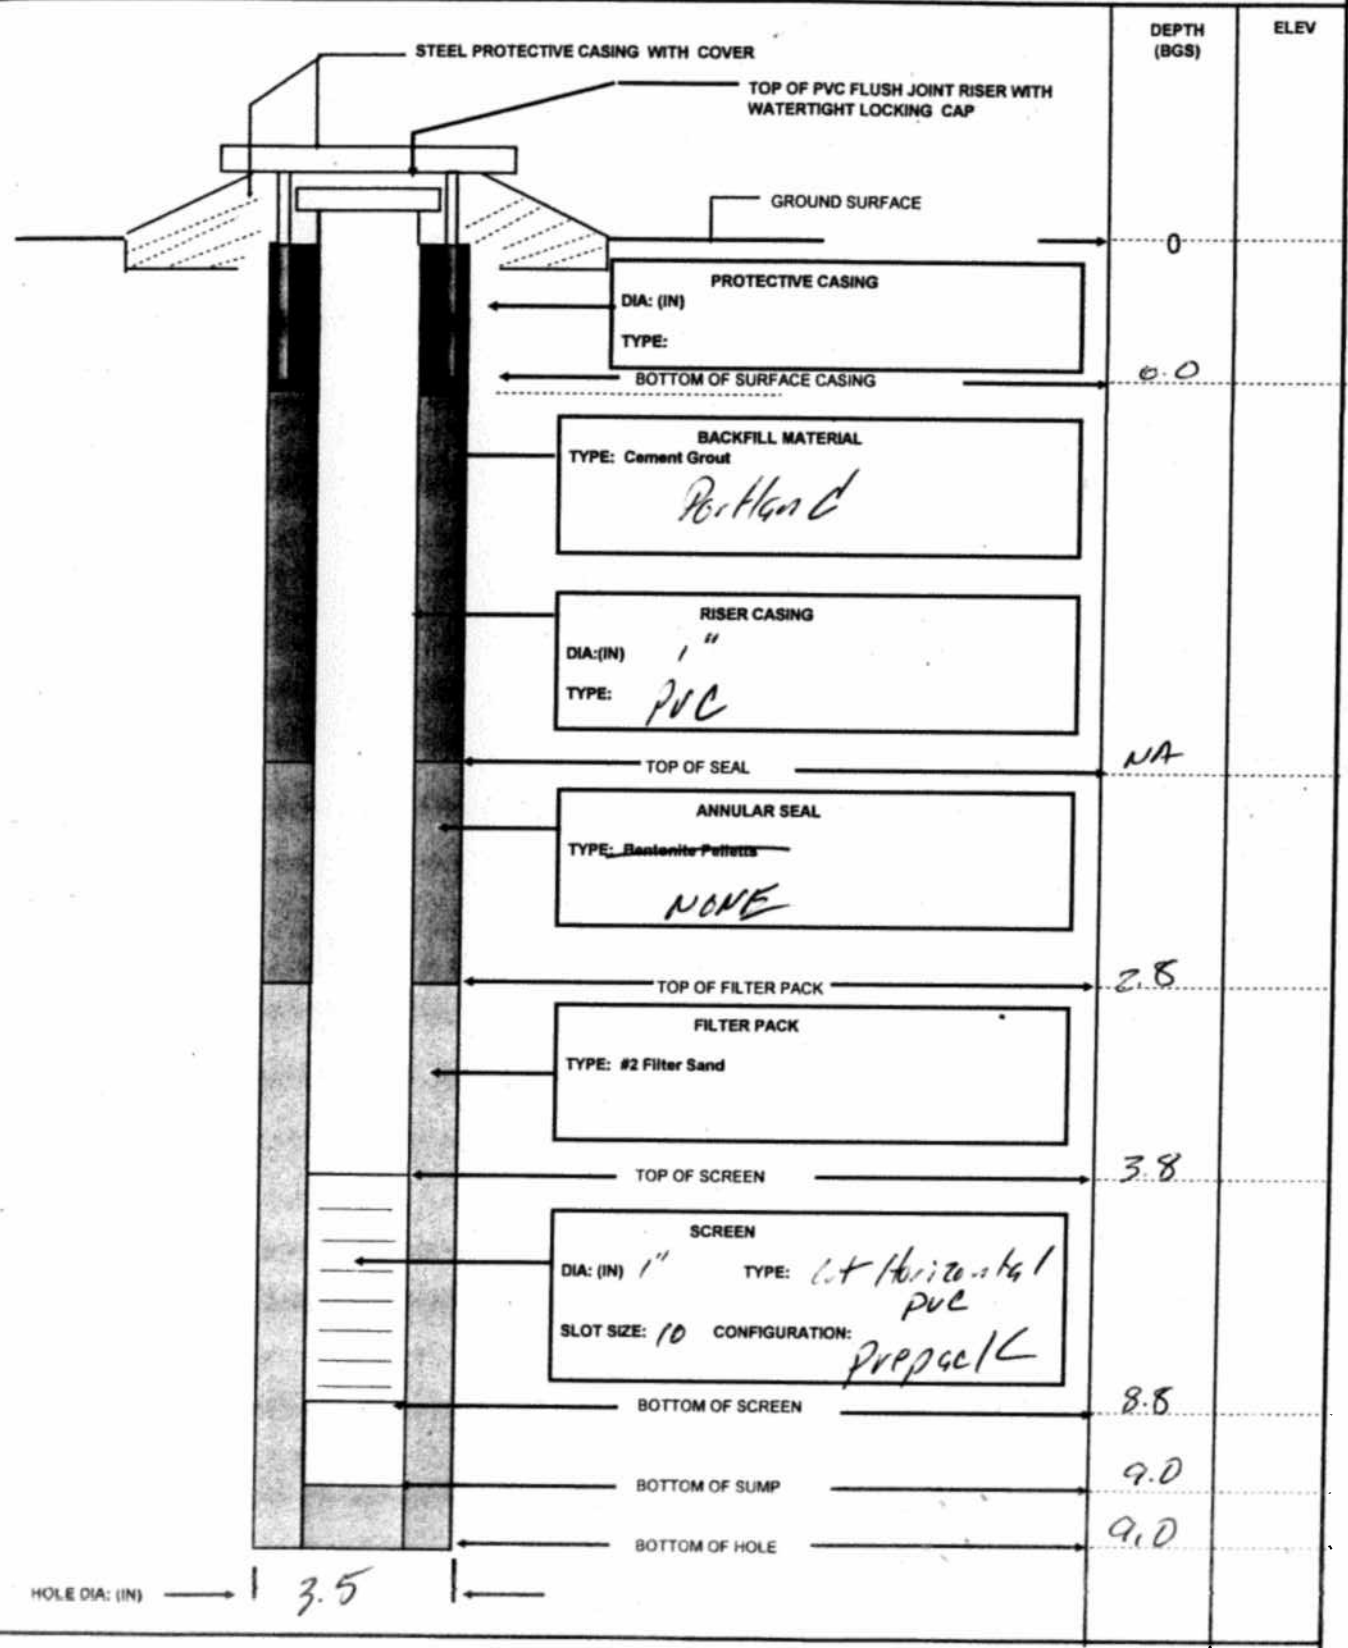 DEPTH
(BGS)
ELEV
STEEL PROTECTIVE CASING WITH COVER
TOP OF PVC FLUSH JOINT RISER WITH
WATERTIGHT LOCKING CAP
GROUND SURFACE
0
PROTECTIVE CASING
DIA: (IN)
TYPE:
BOTTOM OF SURFACE CASING
0.0
BACKFILL MATERIAL
TYPE: Cement Grout
Portland
RISER CASING
DIA:(IN) 1"
TYPE: PVC
TOP OF SEAL
NA
ANNULAR SEAL
TYPE: Bentonite Pelletts
NONE
TOP OF FILTER PACK
2.8
FILTER PACK
TYPE: #2 Filter Sand
TOP OF SCREEN
3.8
SCREEN
DIA: (IN) 1" TYPE: Cut Horizontal
PVC
SLOT SIZE: 10 CONFIGURATION:
Prepack
BOTTOM OF SCREEN
8.8
BOTTOM OF SUMP
9.0
BOTTOM OF HOLE
9.0
HOLE DIA: (IN) 3.5